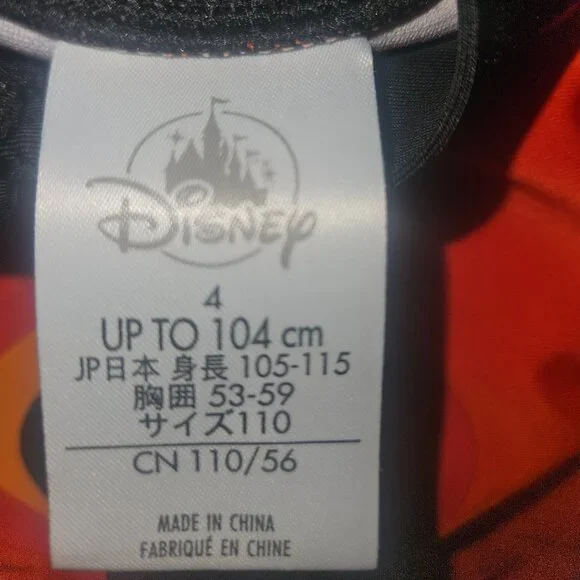 Disney
4
UP TO 104 cm
JP日本 身長 105-115
胸囲 53-59
サイズ110
CN 110/56
MADE IN CHINA
FABRIQUÉ EN CHINE